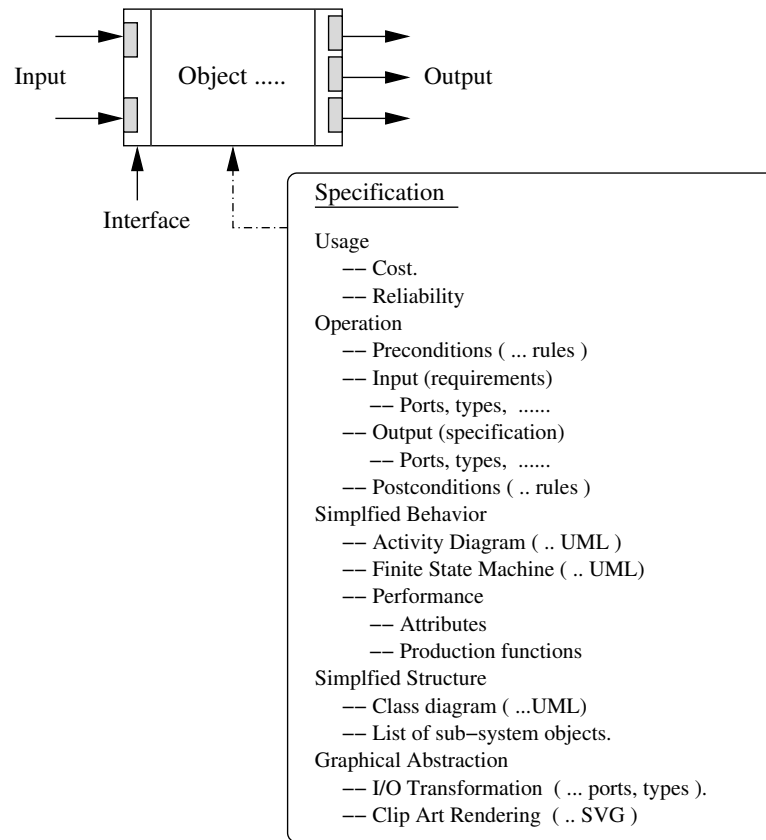 Input
Object .....
Output
Interface
Specification
Usage
−− Cost.
−− Reliability
Operation
−− Preconditions ( ... rules )
−− Input (requirements)
−− Ports, types, ......
−− Output (specification)
−− Ports, types, ......
−− Postconditions ( .. rules )
Simplfied Behavior
−− Activity Diagram ( .. UML )
−− Finite State Machine ( .. UML)
−− Performance
−− Attributes
−− Production functions
Simplfied Structure
−− Class diagram ( ...UML)
−− List of sub−system objects.
Graphical Abstraction
−− I/O Transformation ( ... ports, types ).
−− Clip Art Rendering ( .. SVG )